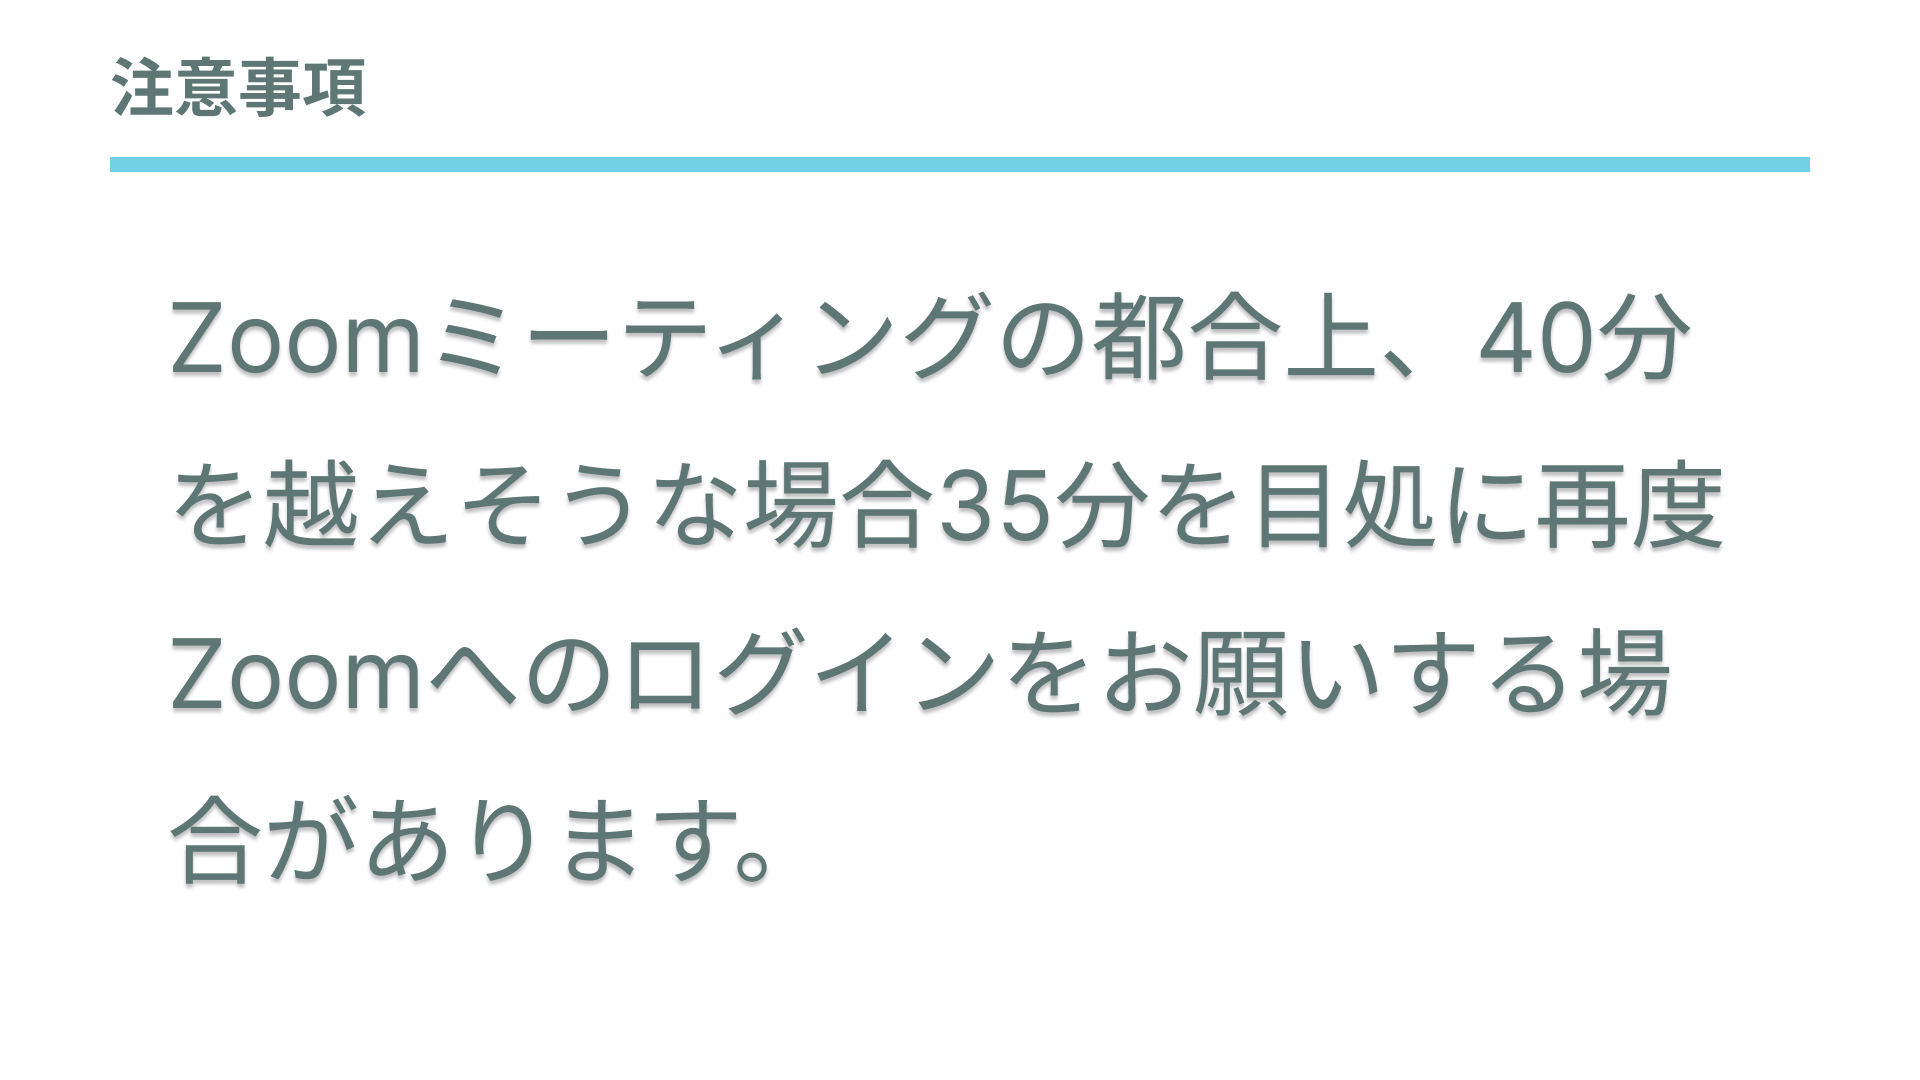 注意事項
Zoomミーティングの都合上、40分
を越えそうな場合35分を目処に再度
Zoomへのログインをお願いする場
合があります。